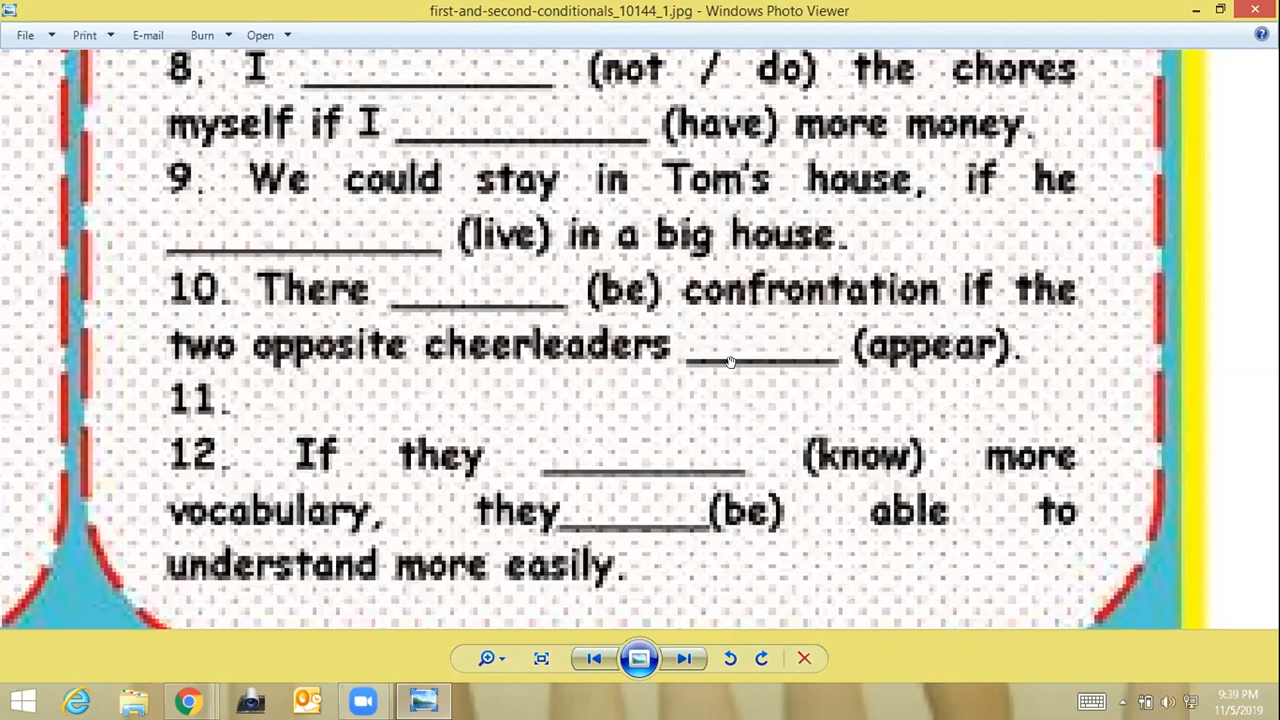 first-and-second-conditionals_10144_1.jpg - Windows Photo Viewer
File Print E-mail Burn Open
8. I ____________ (not / do) the chores
myself if I ____________ (have) more money.
9. We could stay in Tom's house, if he
____________ (live) in a big house.
10. There ________ (be) confrontation if the
two opposite cheerleaders _______ (appear).
11.
12. If they _________ (know) more
vocabulary, they_______(be) able to
understand more easily.
9:39 PM
11/5/2019